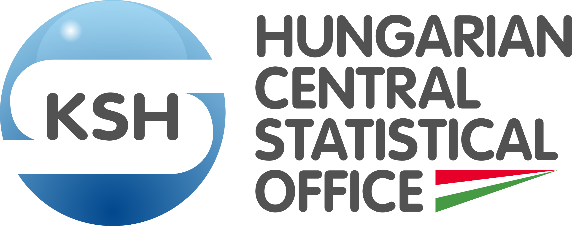 KSH
HUNGARIAN
CENTRAL
STATISTICAL
OFFICE